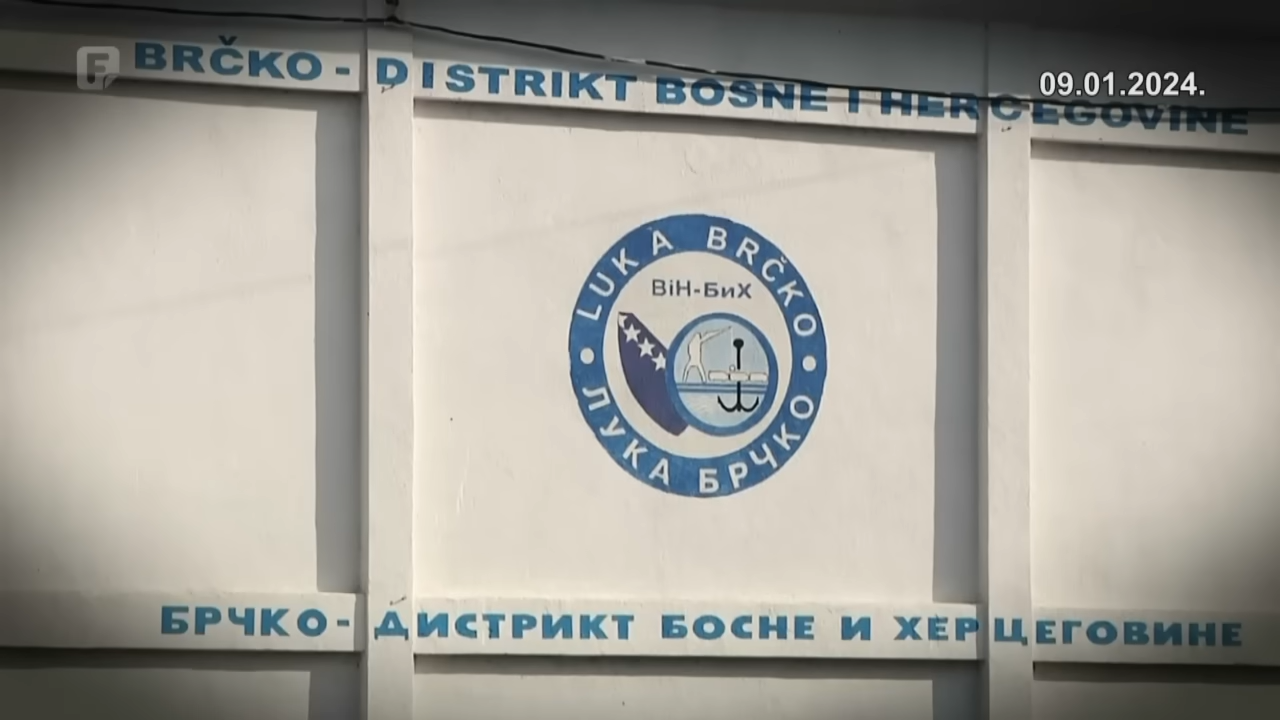 BRČKO - DISTRIKT BOSNE I HERCEGOVINE
09.01.2024.
LUKA BRČKO
BiH-БиХ
ЛУКА БРЧКО
БРЧКО - ДИСТРИКТ БОСНЕ И ХЕРЦЕГОВИНЕ